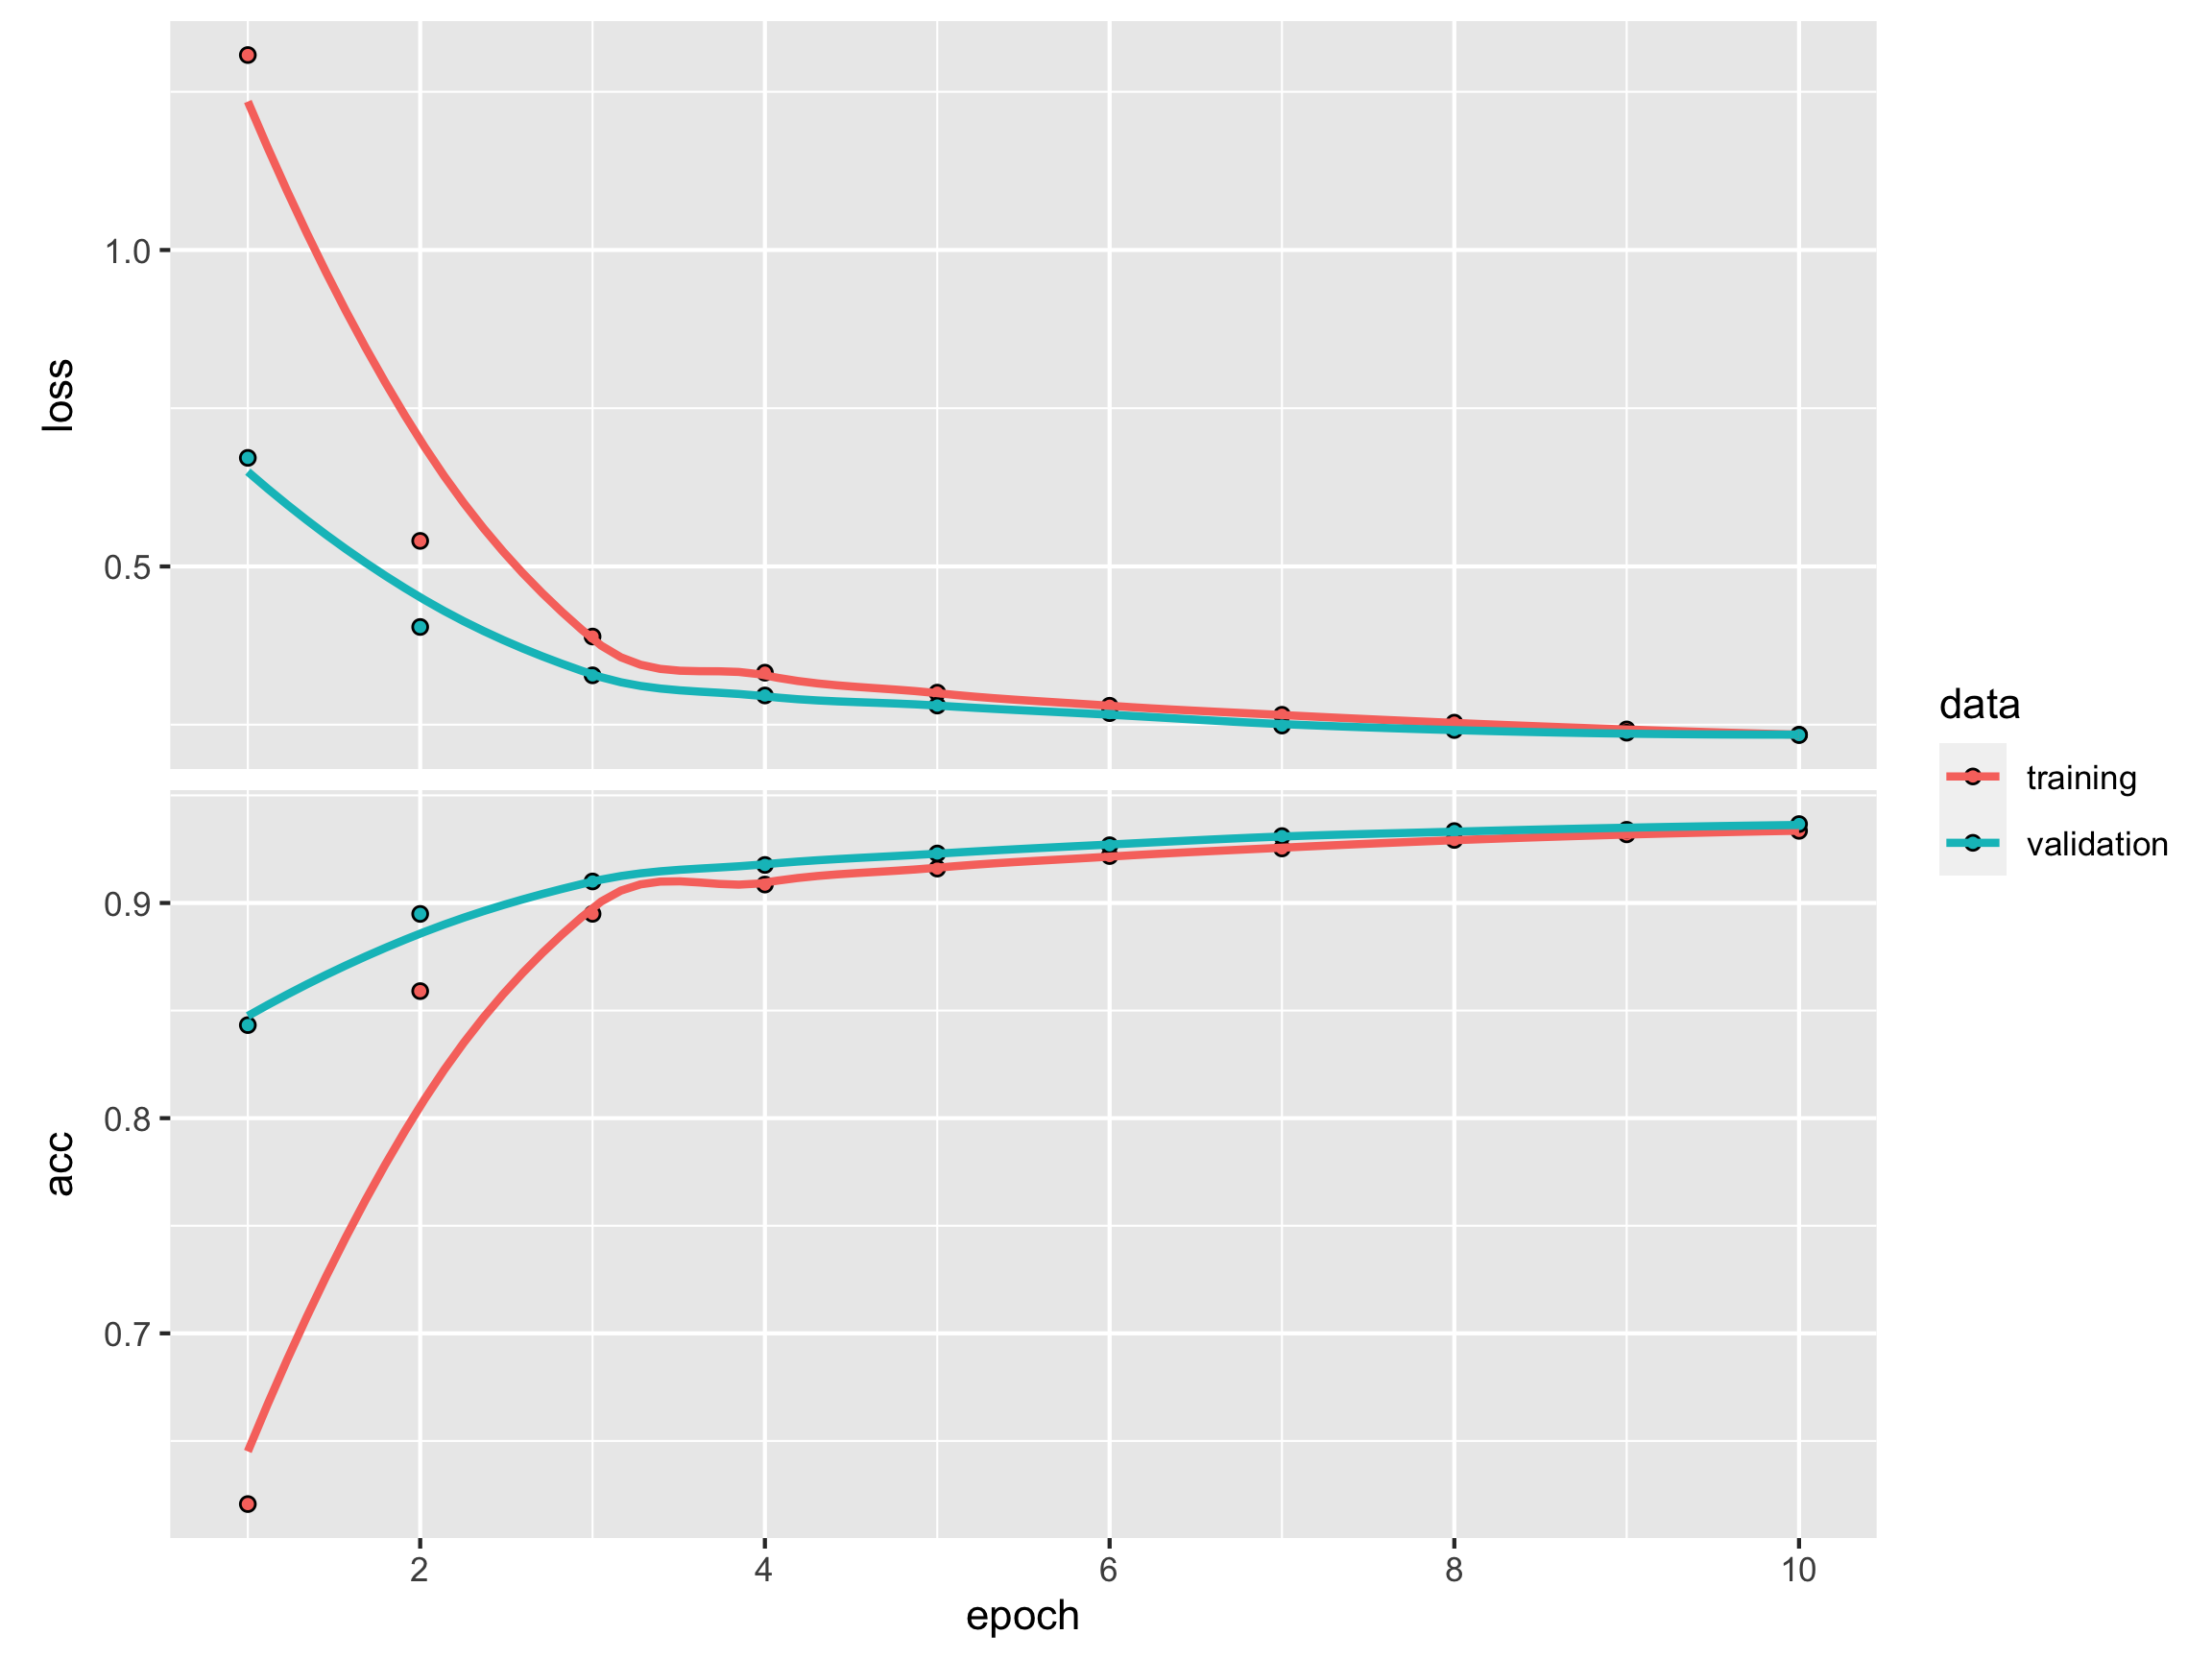 loss
1.0
0.5
acc
0.9
0.8
0.7
2 4 6 8 10
epoch
data
training
validation